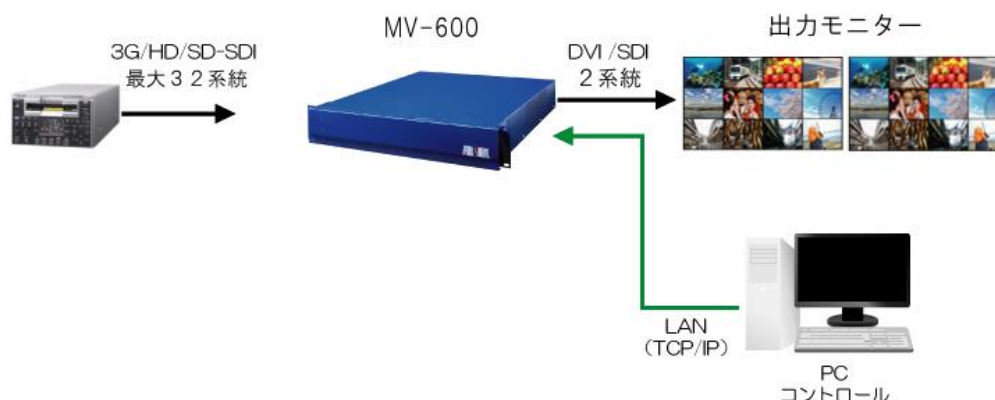 MV-600
出力モニター
3G/HD/SD-SDI
最大３２系統
DVI /SDI
２系統
LAN
(TCP/IP)
PC
コントロール